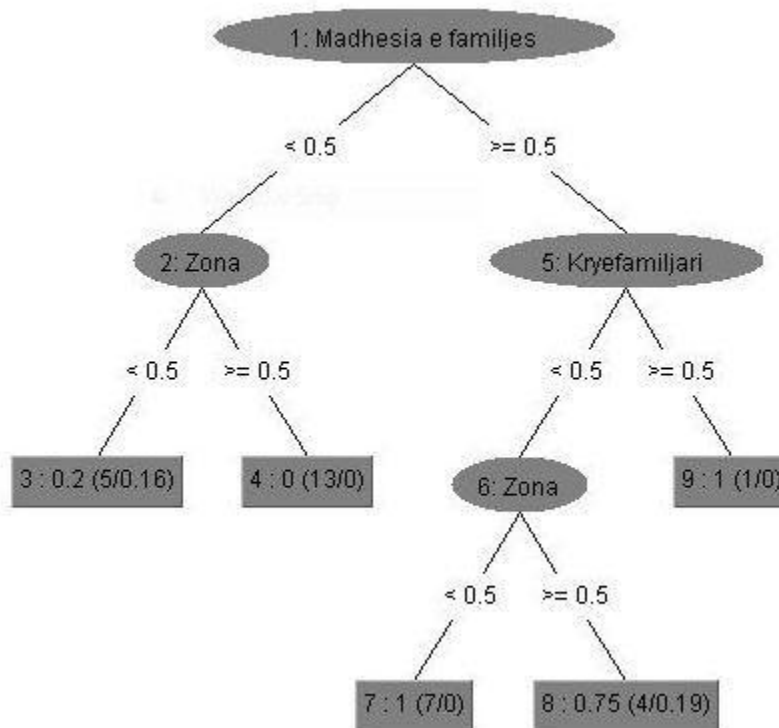 1: Madhesia e familjes
< 0.5
>= 0.5
2: Zona
5: Kryefamiljari
< 0.5
>= 0.5
< 0.5
>= 0.5
3 : 0.2 (5/0.16)
4 : 0 (13/0)
6: Zona
9 : 1 (1/0)
< 0.5
>= 0.5
7 : 1 (7/0)
8 : 0.75 (4/0.19)